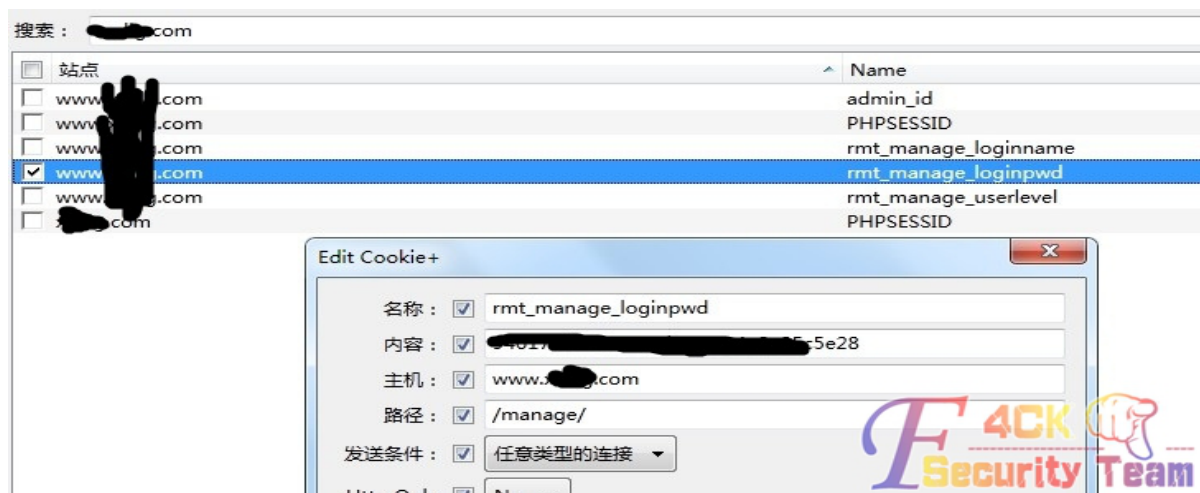 搜索： .com
站点 Name
www. .com admin_id
www. .com PHPSESSID
www. .com rmt_manage_loginname
www. .com rmt_manage_loginpwd
www. .com rmt_manage_userlevel
.com PHPSESSID
Edit Cookie+
名称： rmt_manage_loginpwd
内容： c5e28
主机： www. .com
路径： /manage/
发送条件： 任意类型的连接
F4CK
Security Team